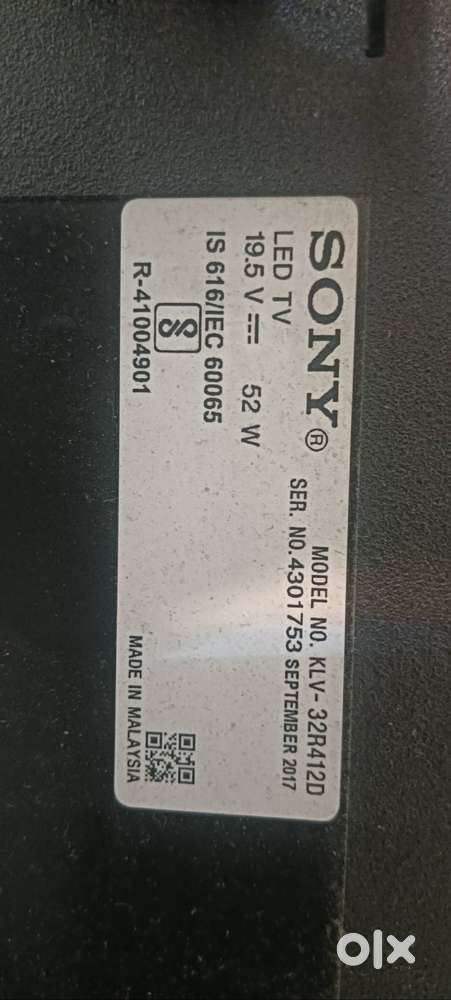 SONY®
MODEL NO. KLV-32R412D
LED TV
SER. NO.4301753 SEPTEMBER 2017
19.5 V ⎓ 52 W
IS 616/IEC 60065
R-41004901
MADE IN MALAYSIA
olx